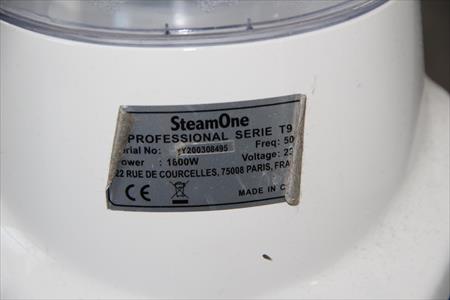 SteamOne
PROFESSIONAL SERIE T9
erial No: Y200308495 Freq: 50
ower : 1600W Voltage: 2
22 RUE DE COURCELLES, 75008 PARIS, FRA
CE MADE IN C